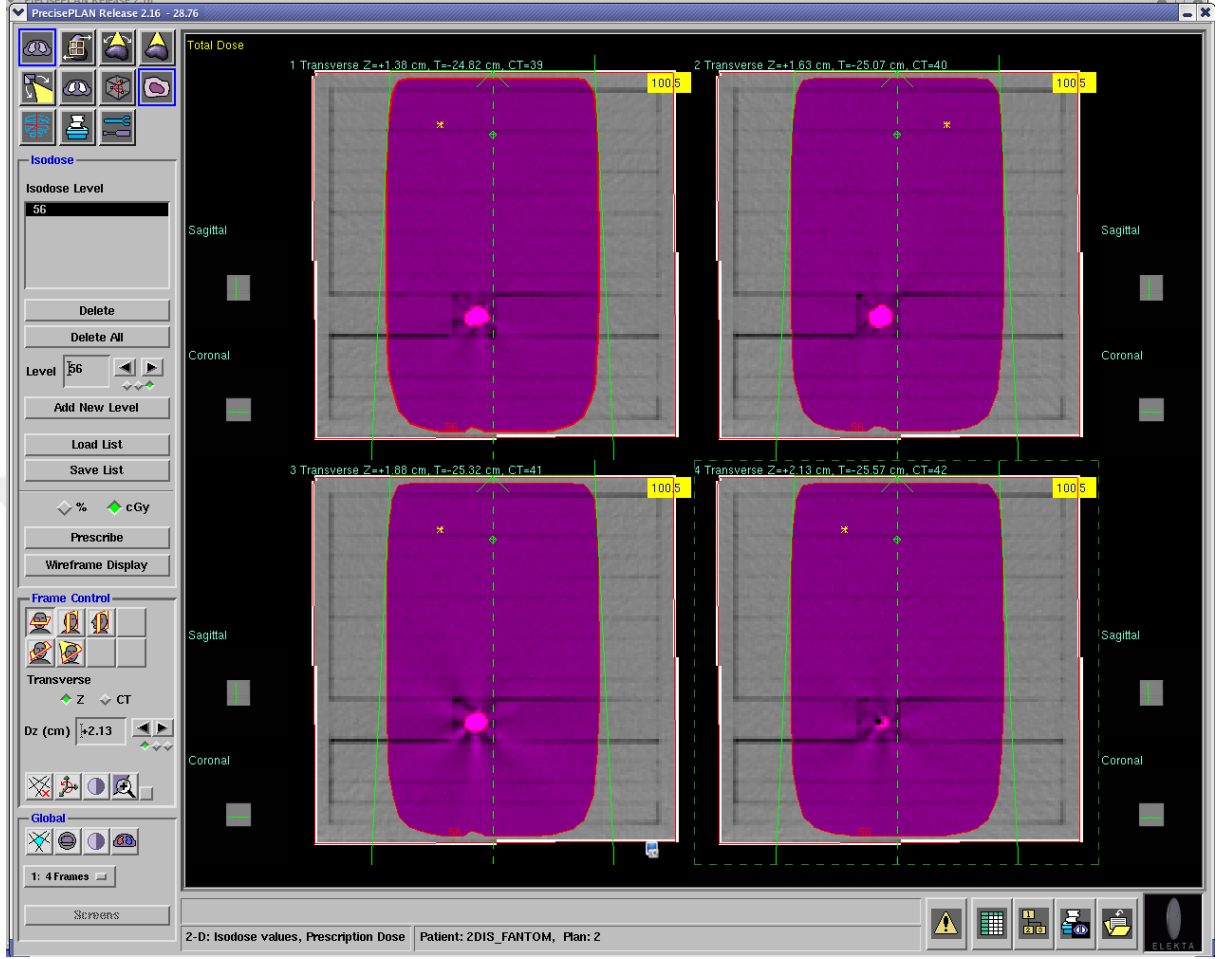 PrecisePLAN Release 2.16 - 28.76
Total Dose
1 Transverse Z=+1.38 cm, T=-24.82 cm, CT=39
100.5
2 Transverse Z=+1.63 cm, T=-25.07 cm, CT=40
100.5
Isodose
Isodose Level
56
Sagittal
Sagittal
Delete
Delete All
Coronal
Coronal
Level 56
Add New Level
56
56
Load List
Save List
3 Transverse Z=+1.88 cm, T=-25.32 cm, CT=41
100.5
4 Transverse Z=+2.13 cm, T=-25.57 cm, CT=42
100.5
% cGy
Prescribe
Wireframe Display
Frame Control
Sagittal
Sagittal
Transverse
Z CT
Dz (cm) +2.13
Coronal
Coronal
Global
56
56
1: 4 Frames
Screens
2-D: Isodose values, Prescription Dose
Patient: 2DIS_FANTOM, Plan: 2
ELEKTA